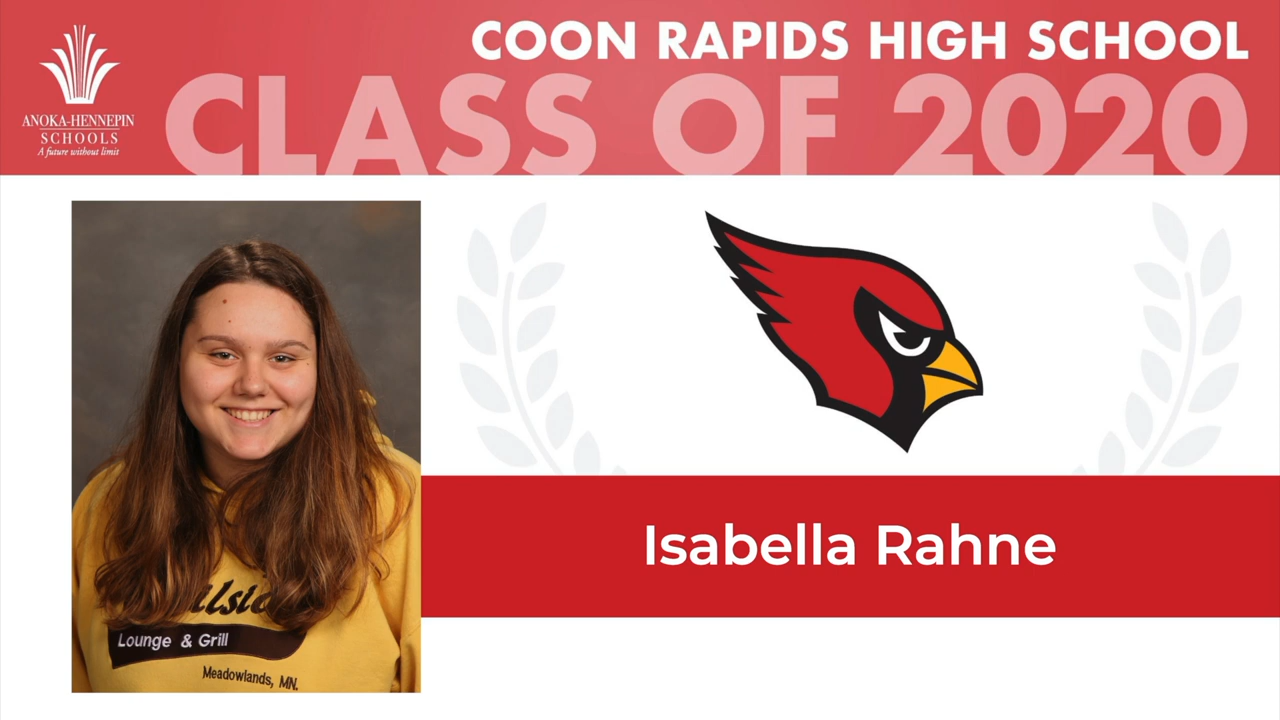 COON RAPIDS HIGH SCHOOL
CLASS OF 2020
ANOKA-HENNEPIN
SCHOOLS
A future without limit
Isabella Rahne
Lounge & Grill
Meadowlands, MN.